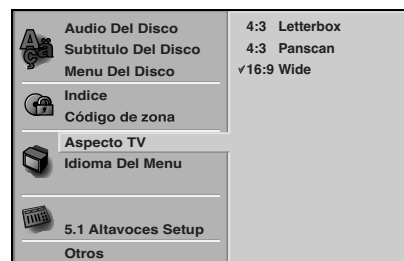 Audio Del Disco
Subtitulo Del Disco
Menu Del Disco
Indice
Código de zona
Aspecto TV
Idioma Del Menu
5.1 Altavoces Setup
Otros
4:3 Letterbox
4:3 Panscan
✓16:9 Wide